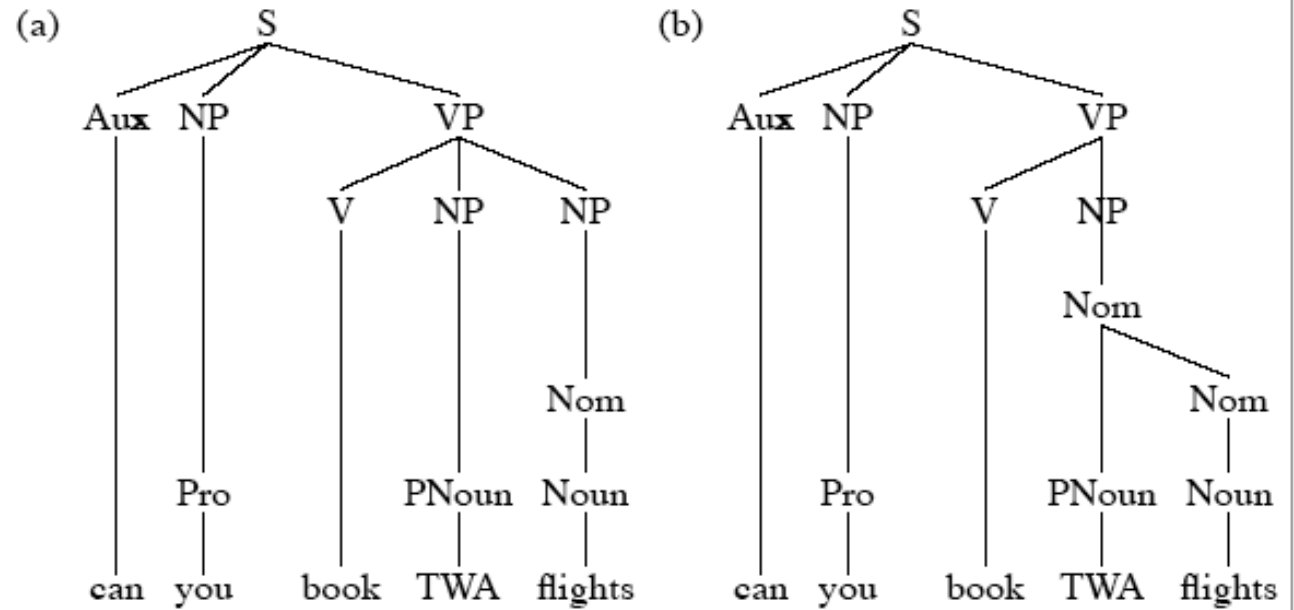 (a) S (b) S
Aux NP VP Aux NP VP
V NP NP V NP
Nom
Nom Nom
Pro PNoun Noun Pro PNoun Noun
can you book TWA flights can you book TWA flights